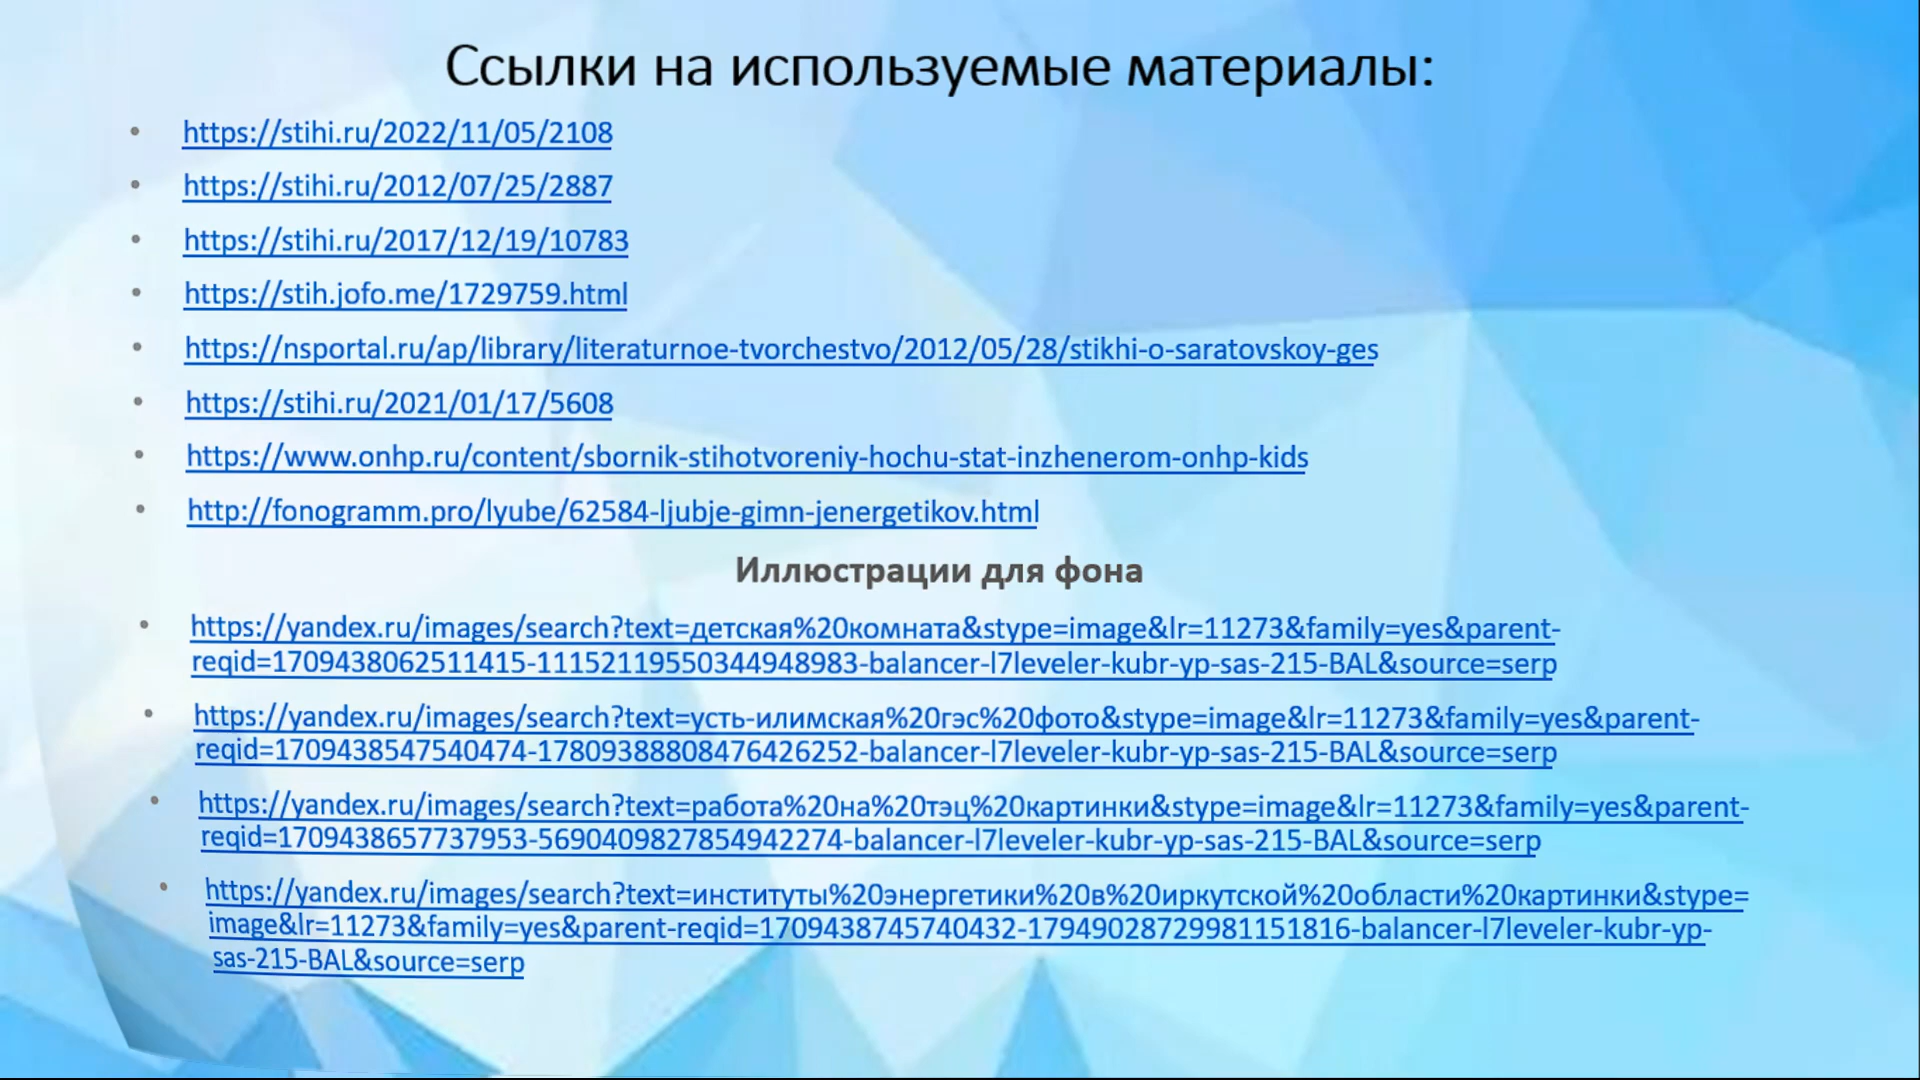 Ссылки на используемые материалы:
• https://stihi.ru/2022/11/05/2108
• https://stihi.ru/2012/07/25/2887
• https://stihi.ru/2017/12/19/10783
• https://stih.jofo.me/1729759.html
• https://nsportal.ru/ap/library/literaturnoe-tvorchestvo/2012/05/28/stikhi-o-saratovskoy-ges
• https://stihi.ru/2021/01/17/5608
• https://www.onhp.ru/content/sbornik-stihotvoreniy-hochu-stat-inzhenerom-onhp-kids
• http://fonogramm.pro/lyube/62584-ljubje-gimn-jenergetikov.html
Иллюстрации для фона
• https://yandex.ru/images/search?text=детская%20комната&stype=image&lr=11273&family=yes&parent-
reqid=1709438062511415-11152119550344948983-balancer-l7leveler-kubr-yp-sas-215-BAL&source=serp
• https://yandex.ru/images/search?text=усть-илимская%20гэс%20фото&stype=image&lr=11273&family=yes&parent-
reqid=1709438547540474-17809388808476426252-balancer-l7leveler-kubr-yp-sas-215-BAL&source=serp
• https://yandex.ru/images/search?text=работа%20на%20тэц%20картинки&stype=image&lr=11273&family=yes&parent-
reqid=1709438657737953-5690409827854942274-balancer-l7leveler-kubr-yp-sas-215-BAL&source=serp
• https://yandex.ru/images/search?text=институты%20энергетики%20в%20иркутской%20области%20картинки&stype=
image&lr=11273&family=yes&parent-reqid=1709438745740432-17949028729981151816-balancer-l7leveler-kubr-yp-
sas-215-BAL&source=serp